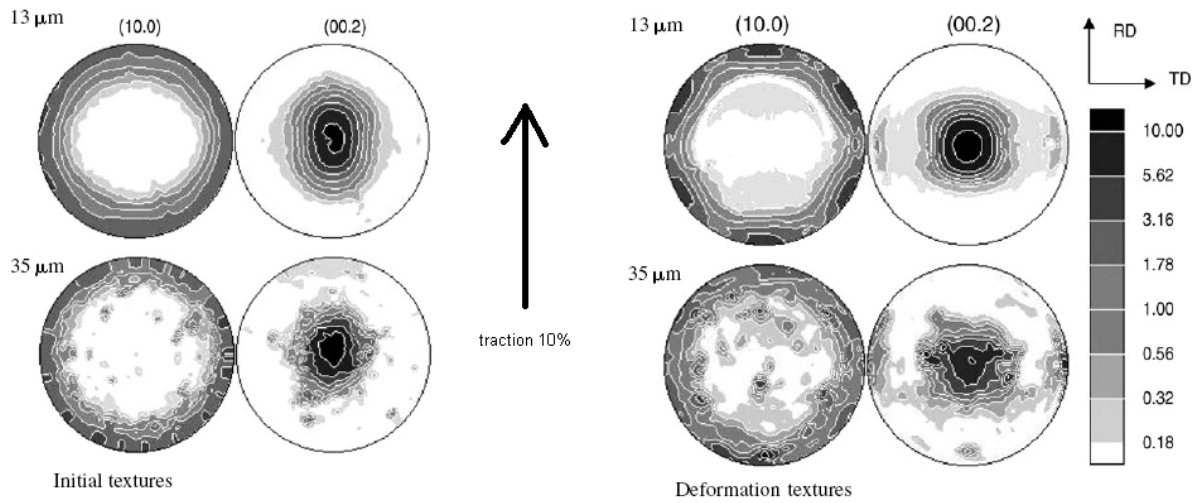 13 µm
(10.0)
(00.2)
35 µm
Initial textures
traction 10%
13 µm
(10.0)
(00.2)
35 µm
Deformation textures
RD
TD
10.00
5.62
3.16
1.78
1.00
0.56
0.32
0.18